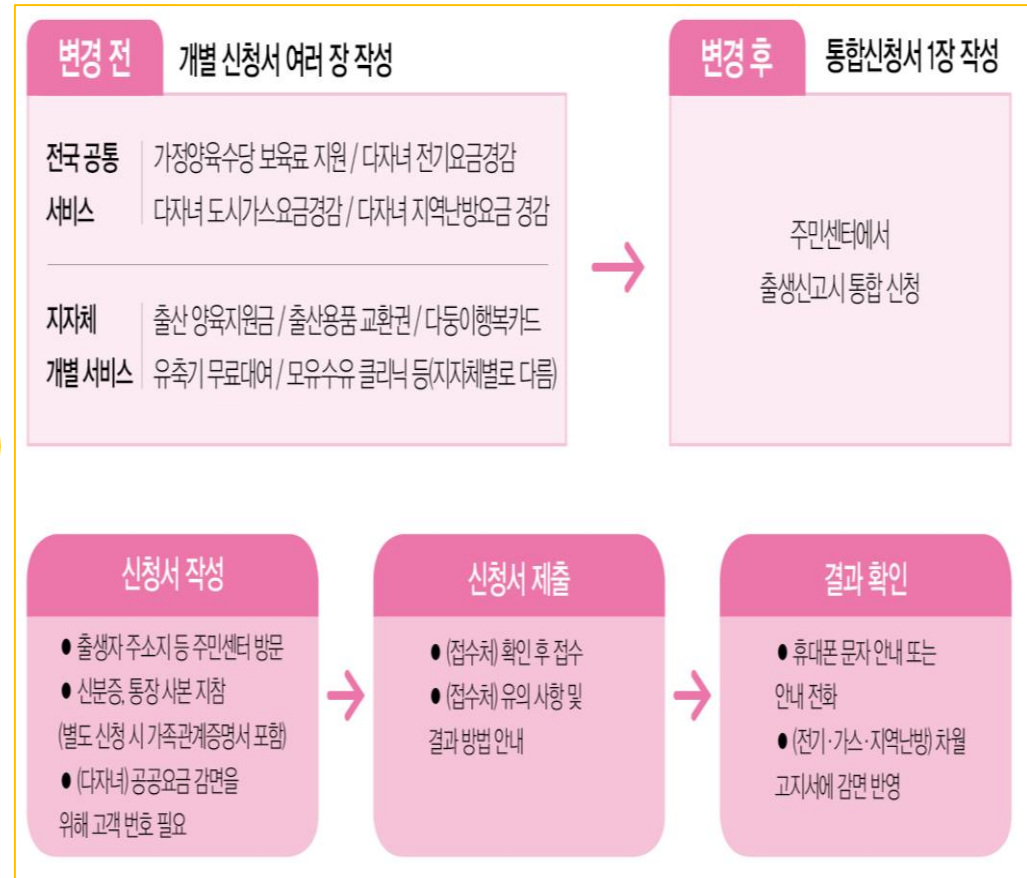 변경 전 개별 신청서 여러 장 작성
전국 공통 가정양육수당 보육료 지원 / 다자녀 전기요금경감
서비스 다자녀 도시가스요금경감 / 다자녀 지역난방요금 경감
지자체 출산 양육지원금 / 출산용품 교환권 / 다둥이행복카드
개별 서비스 유축기 무료대여 / 모유수유 클리닉 등(지자체별로 다름)
변경 후 통합신청서 1장 작성
주민센터에서
출생신고시 통합 신청
신청서 작성
● 출생자 주소지 등 주민센터 방문
● 신분증, 통장 사본 지참
(별도 신청 시 가족관계증명서 포함)
● (다자녀) 공공요금 감면을
위해 고객 번호 필요
신청서 제출
● (접수처) 확인 후 접수
● (접수처) 유의 사항 및
결과 방법 안내
결과 확인
● 휴대폰 문자 안내 또는
안내 전화
● (전기·가스·지역난방) 차월
고지서에 감면 반영